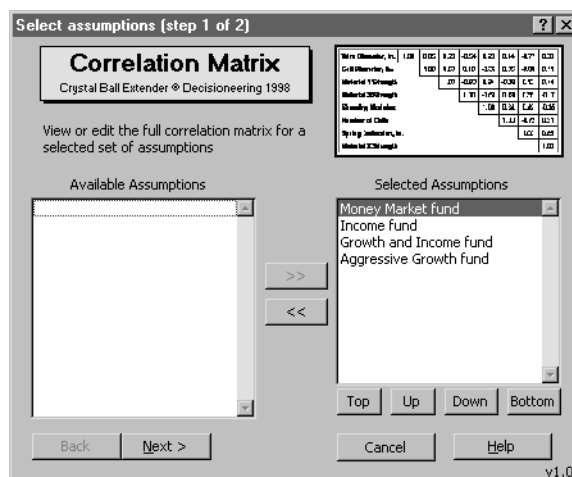 Select assumptions (step 1 of 2)
? x
Correlation Matrix
Crystal Ball Extender ® Decisioneering 1998
View or edit the full correlation matrix for a
selected set of assumptions
Available Assumptions
Selected Assumptions
Money Market fund
Income fund
Growth and Income fund
Aggressive Growth fund
>>
<<
Top Up Down Bottom
Back Next > Cancel Help
v1.0